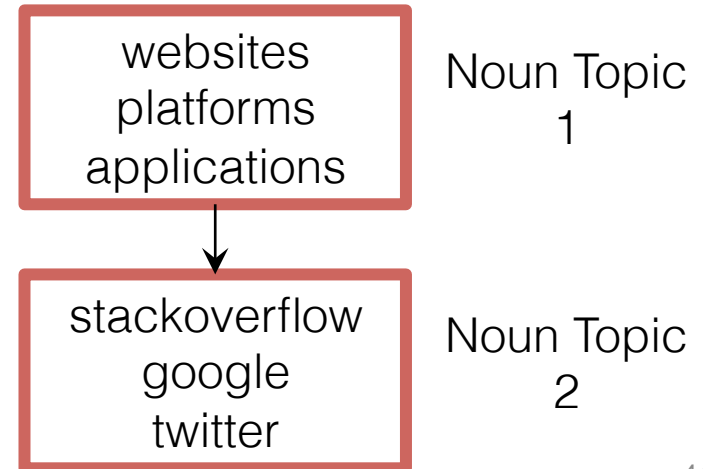 websites
platforms
applications
Noun Topic
1
stackoverflow
google
twitter
Noun Topic
2